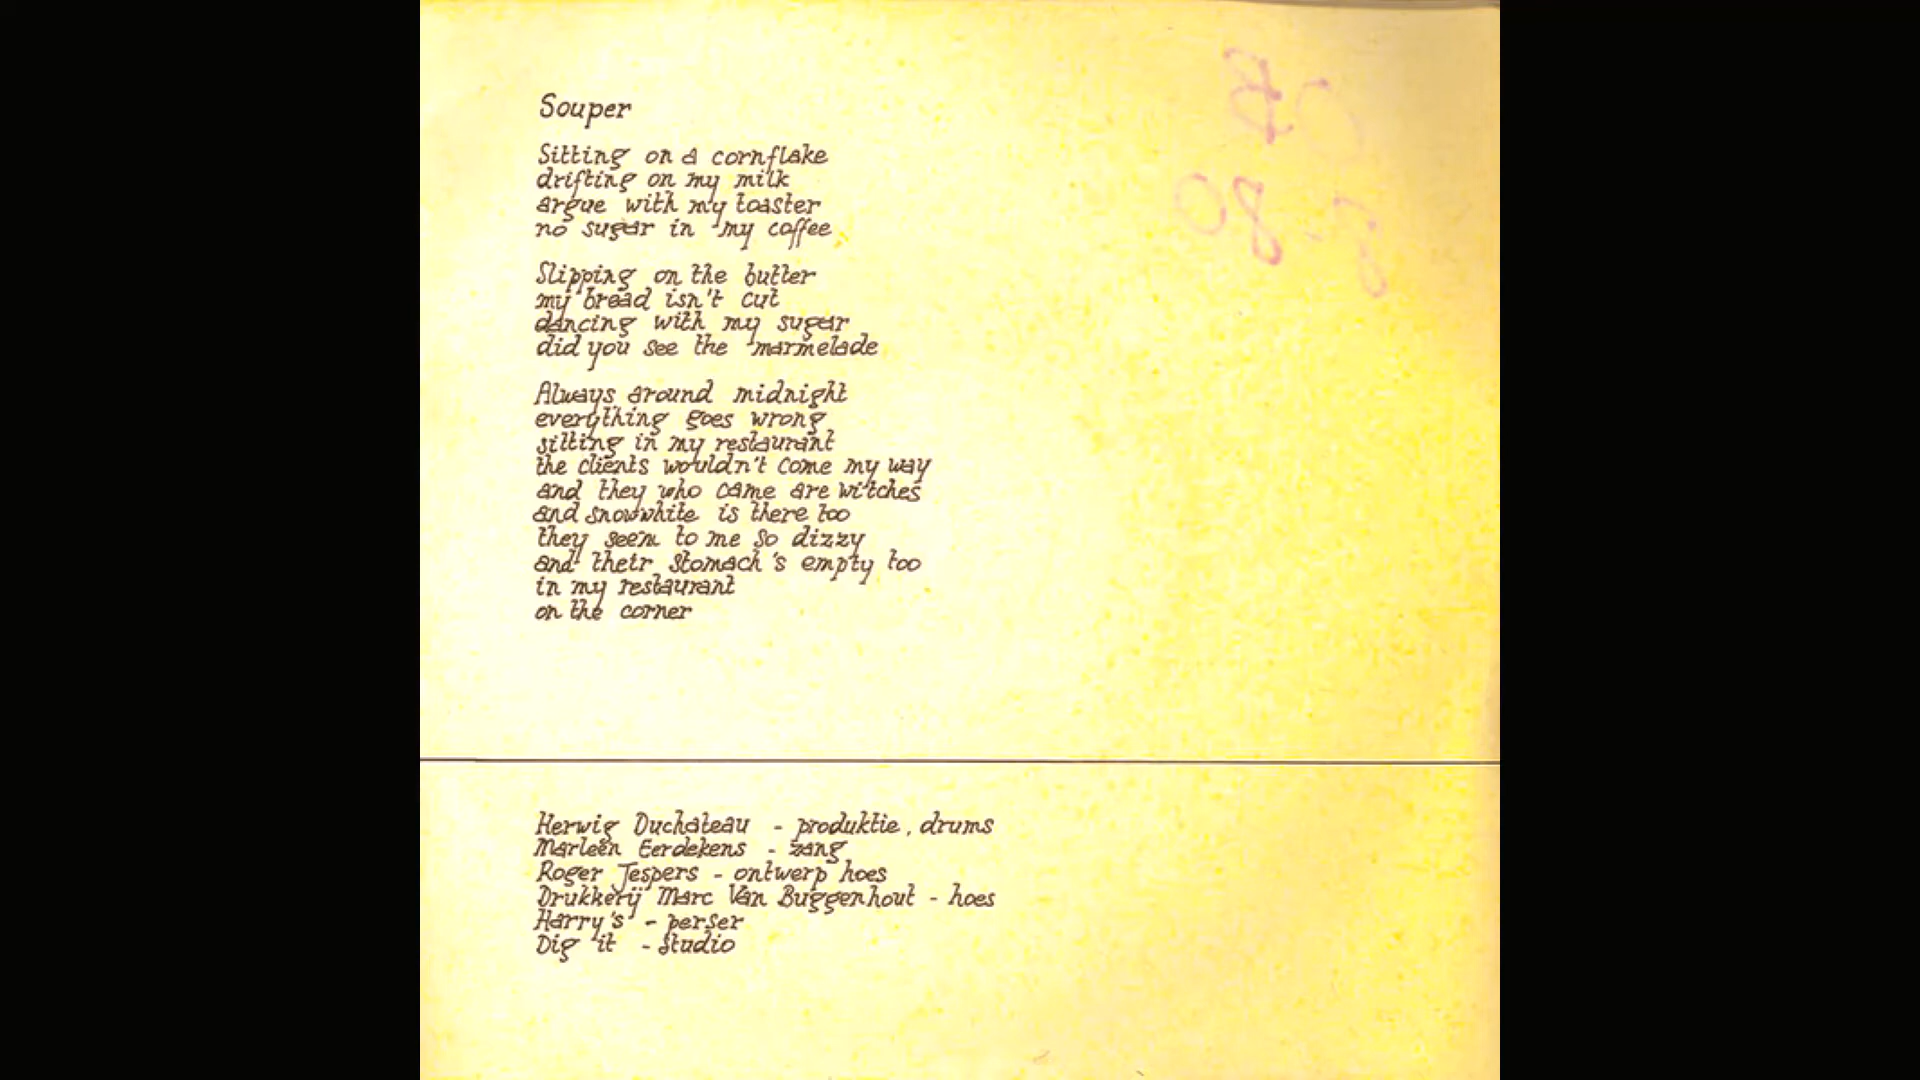 Souper
Sitting on a cornflake
drifting on my milk
argue with my toaster
no sugar in my coffee
Slipping on the butter
my bread isn't cut
dancing with my sugar
did you see the marmelade
Always around midnight
everything goes wrong
sitting in my restaurant
the clients wouldn't come my way
and they who came are witches
and snowwhite is there too
they seem to me so dizzy
and their stomach's empty too
in my restaurant
on the corner
Herwig Duchateau - produktie, drums
Marleen Eerdekens - zang
Roger Jespers - ontwerp hoes
Drukkerij Marc Van Buggenhout - hoes
Harry's - perser
Dig it - studio